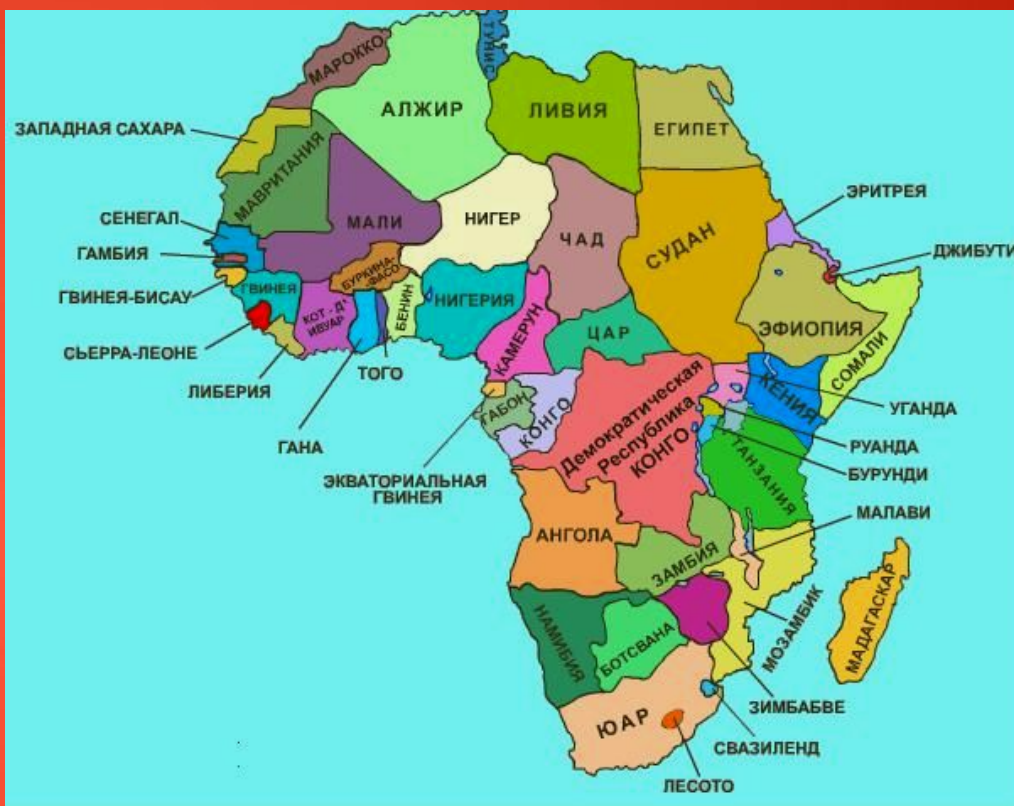 МАРОККО
ТУНИС
АЛЖИР
ЛИВИЯ
ЕГИПЕТ
ЗАПАДНАЯ САХАРА
МАВРИТАНИЯ
МАЛИ
НИГЕР
ЧАД
СУДАН
ЭРИТРЕЯ
ДЖИБУТИ
СЕНЕГАЛ
ГАМБИЯ
ГВИНЕЯ-БИСАУ
ГВИНЕЯ
СЬЕРРА-ЛЕОНЕ
ЛИБЕРИЯ
КОТ-Д'
ИВУАР
БУРКИНА-
-ФАСО
ГАНА
ТОГО
БЕНИН
НИГЕРИЯ
КАМЕРУН
ЦАР
ЭФИОПИЯ
СОМАЛИ
ЭКВАТОРИАЛЬНАЯ
ГВИНЕЯ
ГАБОН
КОНГО
Демократическая
Республика
КОНГО
УГАНДА
КЕНИЯ
РУАНДА
БУРУНДИ
ТАНЗАНИЯ
МАЛАВИ
АНГОЛА
ЗАМБИЯ
МОЗАМБИК
МАДАГАСКАР
НАМИБИЯ
БОТСВАНА
ЗИМБАБВЕ
ЮАР
СВАЗИЛЕНД
ЛЕСОТО